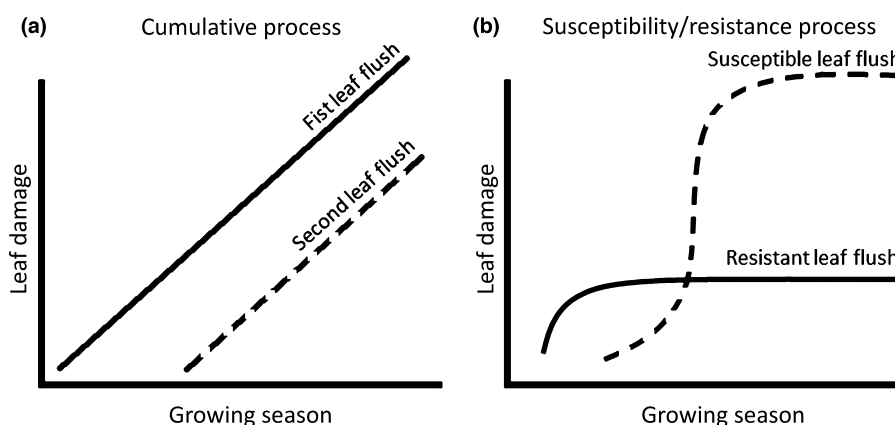 (a)
Cumulative process
Fist leaf flush
Second leaf flush
Leaf damage
Growing season
(b)
Susceptibility/resistance process
Susceptible leaf flush
Resistant leaf flush
Leaf damage
Growing season